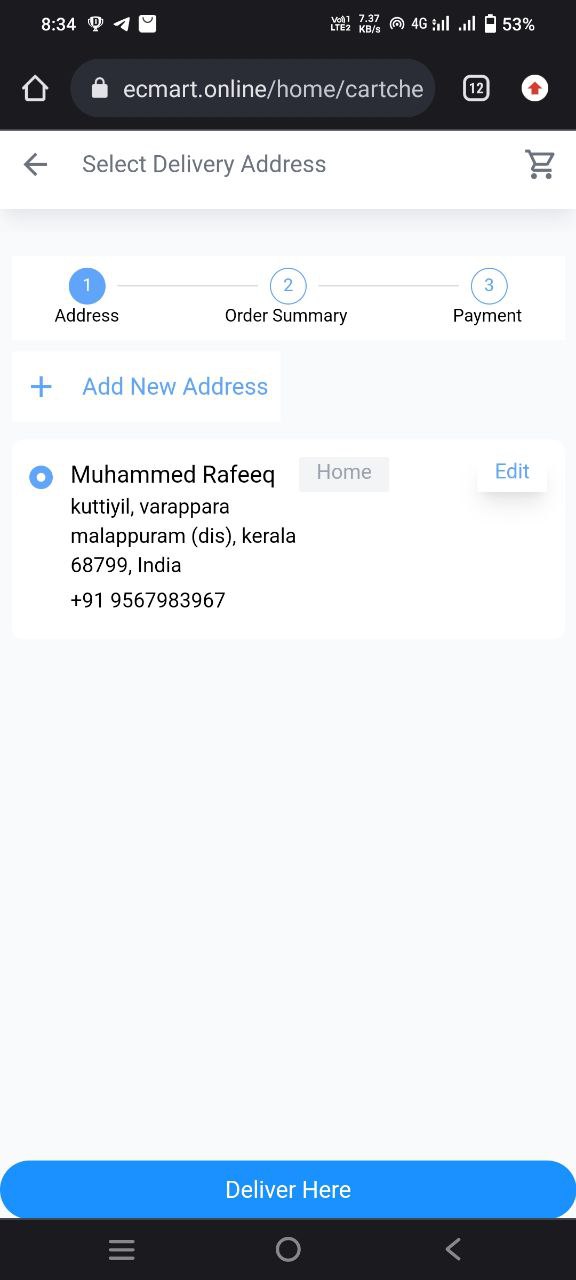 8:34 Vo)) 1 LTE2 7.37 KB/s 4G 53%
ecmart.online/home/cartche 12
Select Delivery Address
1 2 3
Address Order Summary Payment
+ Add New Address
Muhammed Rafeeq Home Edit
kuttiyil, varappara
malappuram (dis), kerala
68799, India
+91 9567983967
Deliver Here